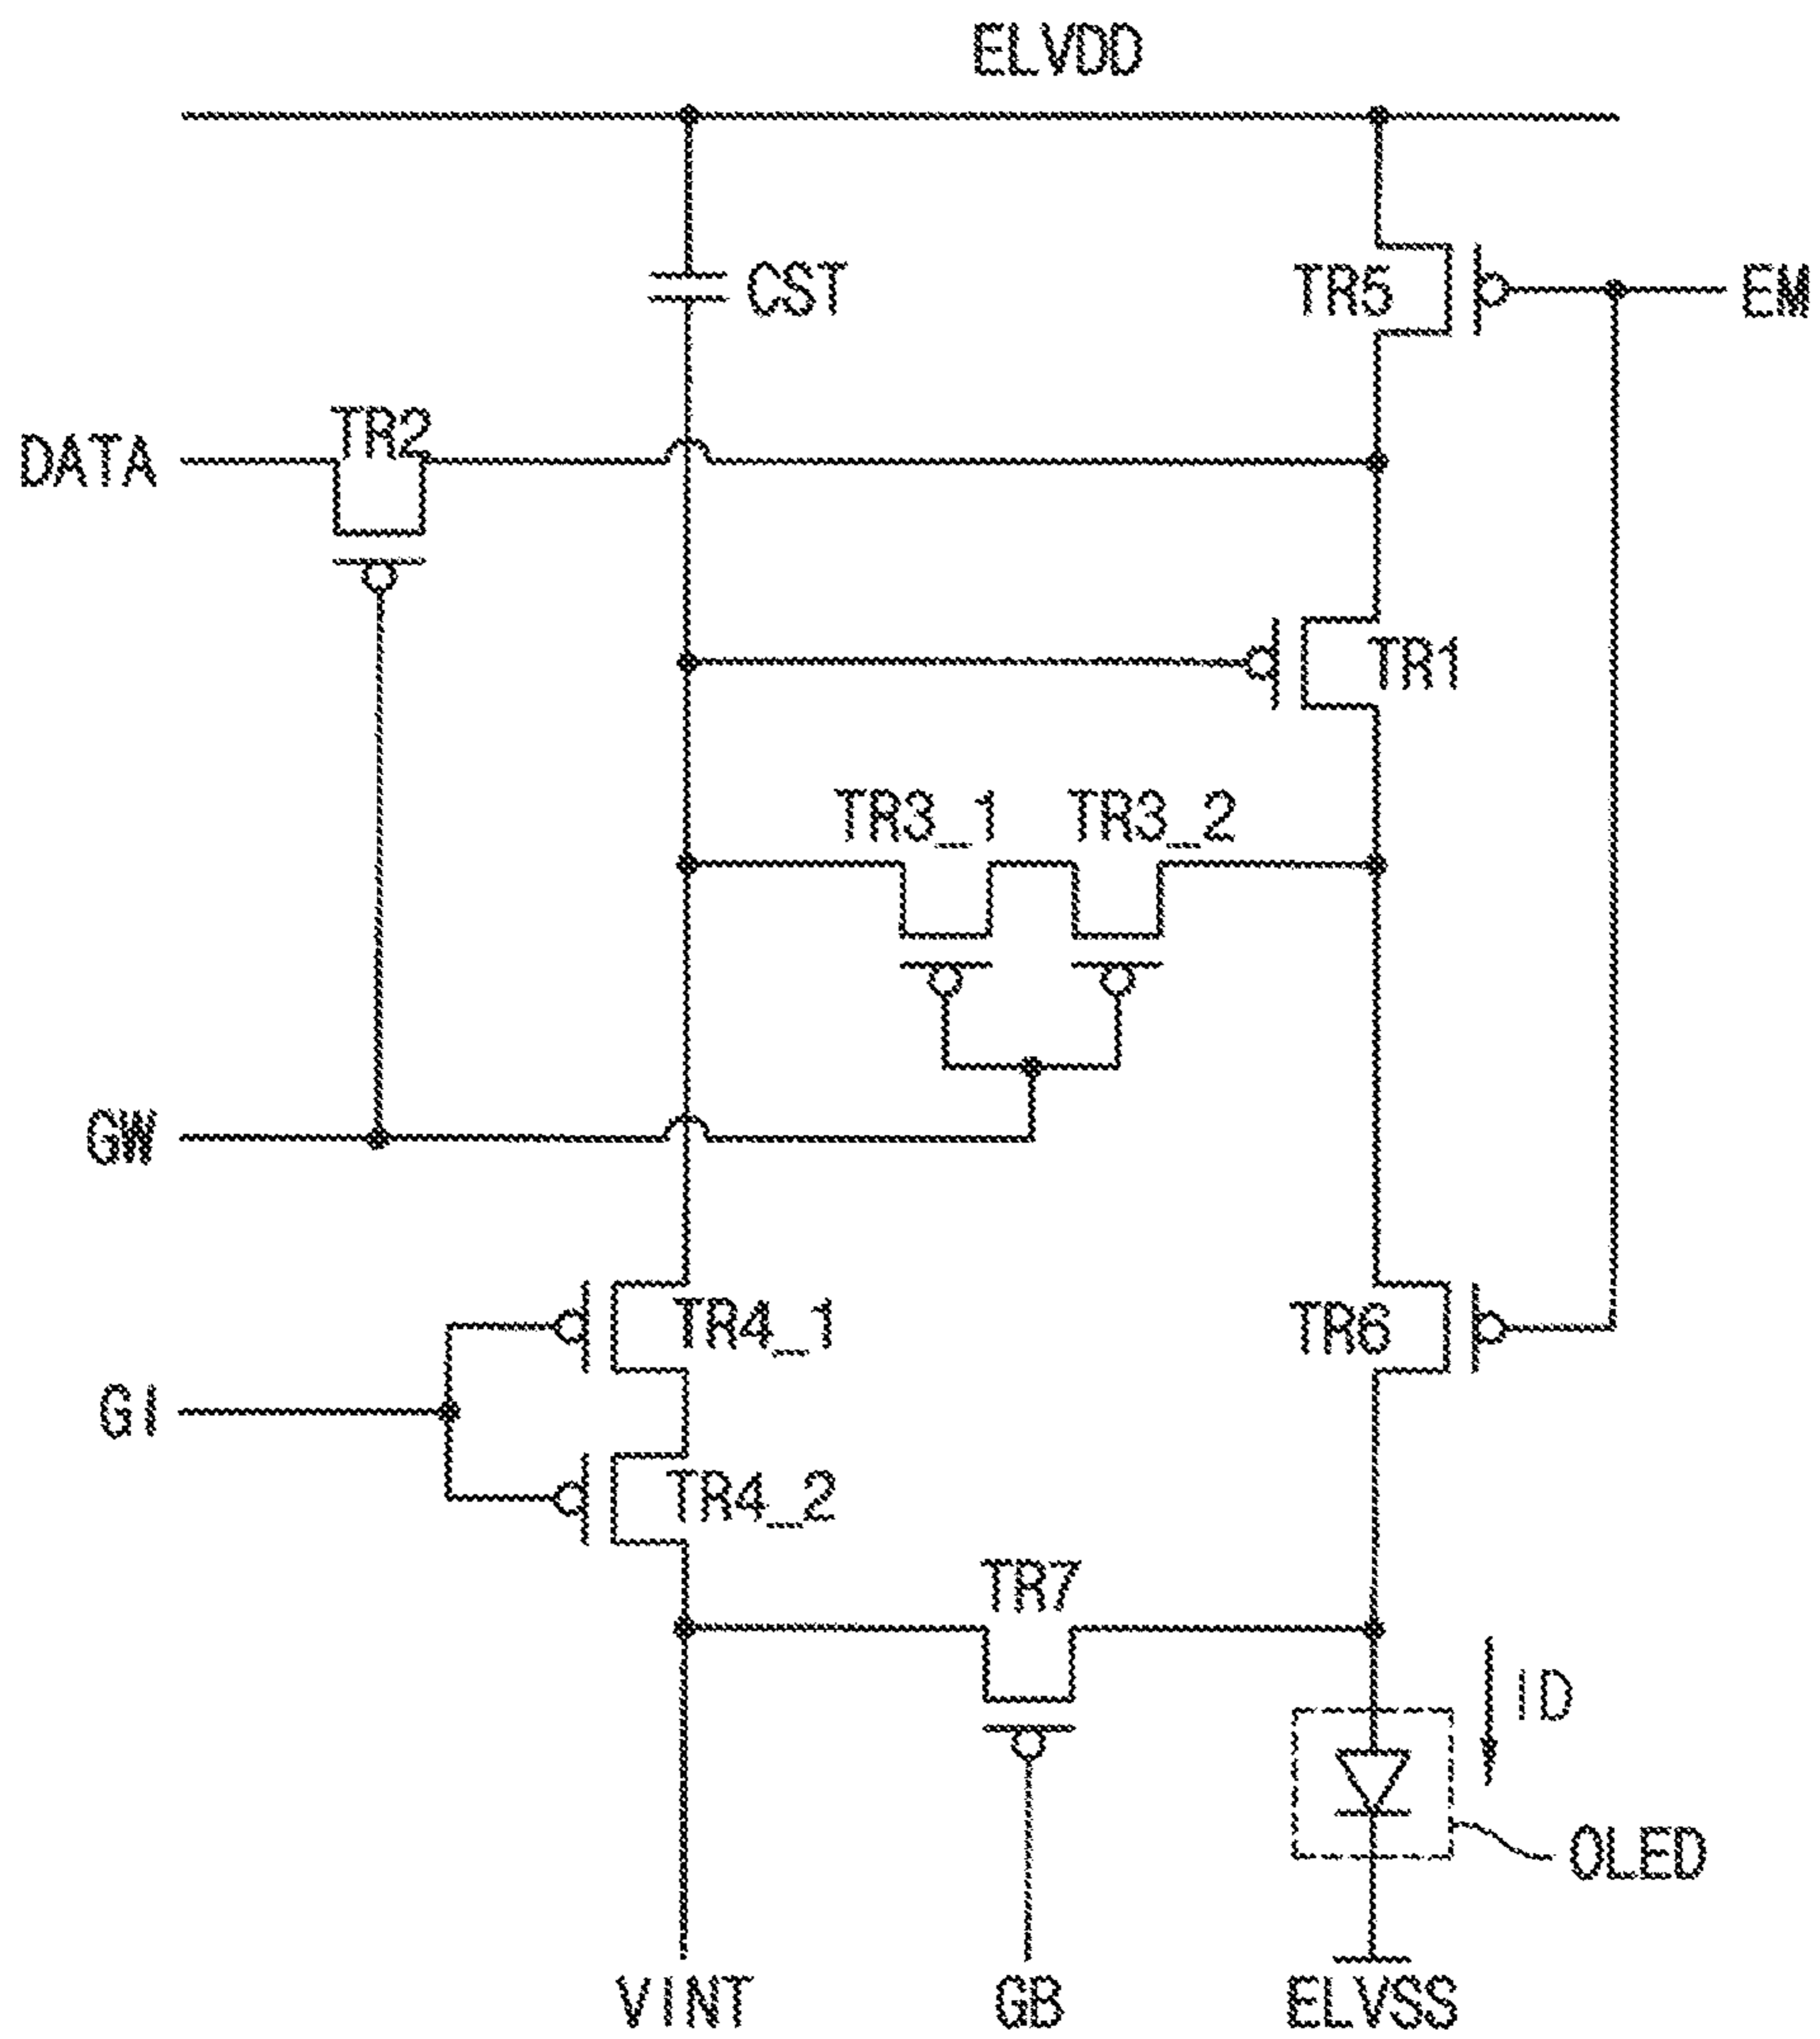 ELVDD
CST
TR5
EM
TR2
DATA
TR1
TR3_1
TR3_2
GW
TR4_1
TR6
GI
TR4_2
TR7
ID
OLED
VINT
GB
ELVSS